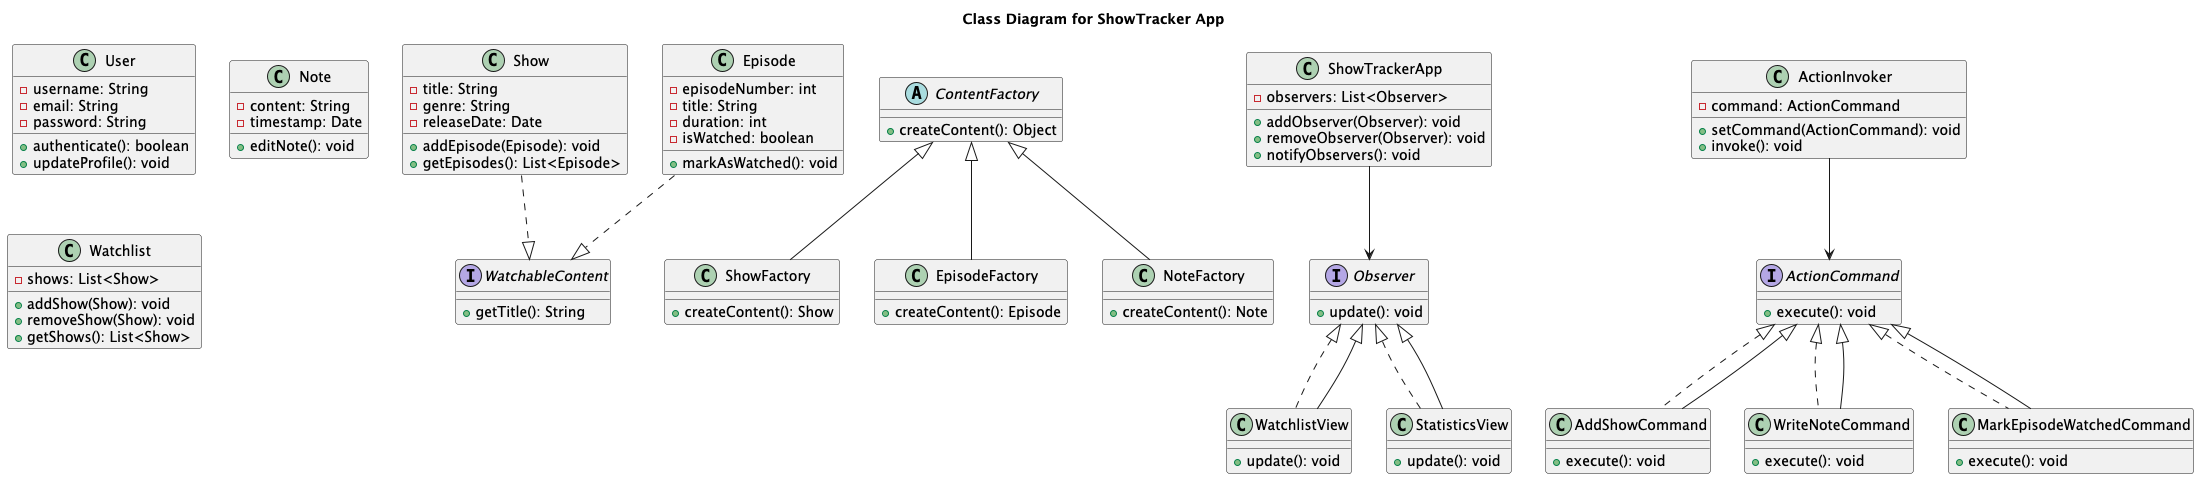 Class Diagram for ShowTracker App
C User
username: String
email: String
password: String
authenticate(): boolean
updateProfile(): void
C Note
content: String
timestamp: Date
editNote(): void
C Show
title: String
genre: String
releaseDate: Date
addEpisode(Episode): void
getEpisodes(): List<Episode>
C Episode
episodeNumber: int
title: String
duration: int
isWatched: boolean
markAsWatched(): void
A ContentFactory
createContent(): Object
C ShowTrackerApp
observers: List<Observer>
addObserver(Observer): void
removeObserver(Observer): void
notifyObservers(): void
C ActionInvoker
command: ActionCommand
setCommand(ActionCommand): void
invoke(): void
C Watchlist
shows: List<Show>
addShow(Show): void
removeShow(Show): void
getShows(): List<Show>
I WatchableContent
getTitle(): String
C ShowFactory
createContent(): Show
C EpisodeFactory
createContent(): Episode
C NoteFactory
createContent(): Note
I Observer
update(): void
I ActionCommand
execute(): void
C WatchlistView
update(): void
C StatisticsView
update(): void
C AddShowCommand
execute(): void
C WriteNoteCommand
execute(): void
C MarkEpisodeWatchedCommand
execute(): void